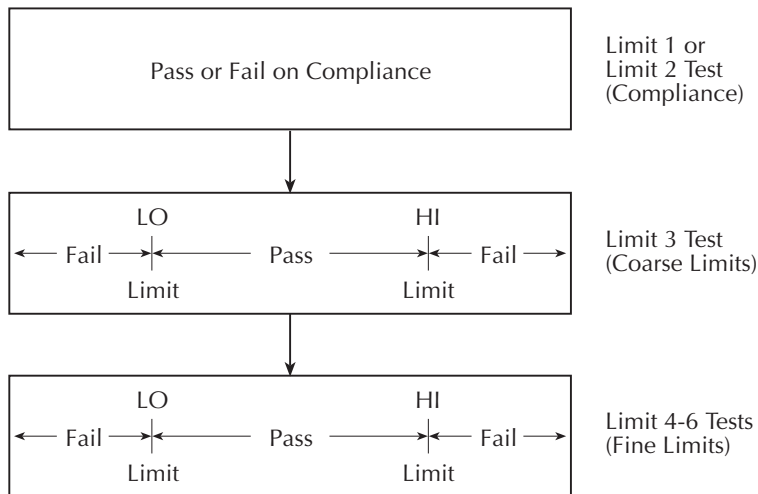 Pass or Fail on Compliance
Limit 1 or
Limit 2 Test
(Compliance)
LO HI
Fail Pass Fail
Limit Limit
Limit 3 Test
(Coarse Limits)
LO HI
Fail Pass Fail
Limit Limit
Limit 4-6 Tests
(Fine Limits)